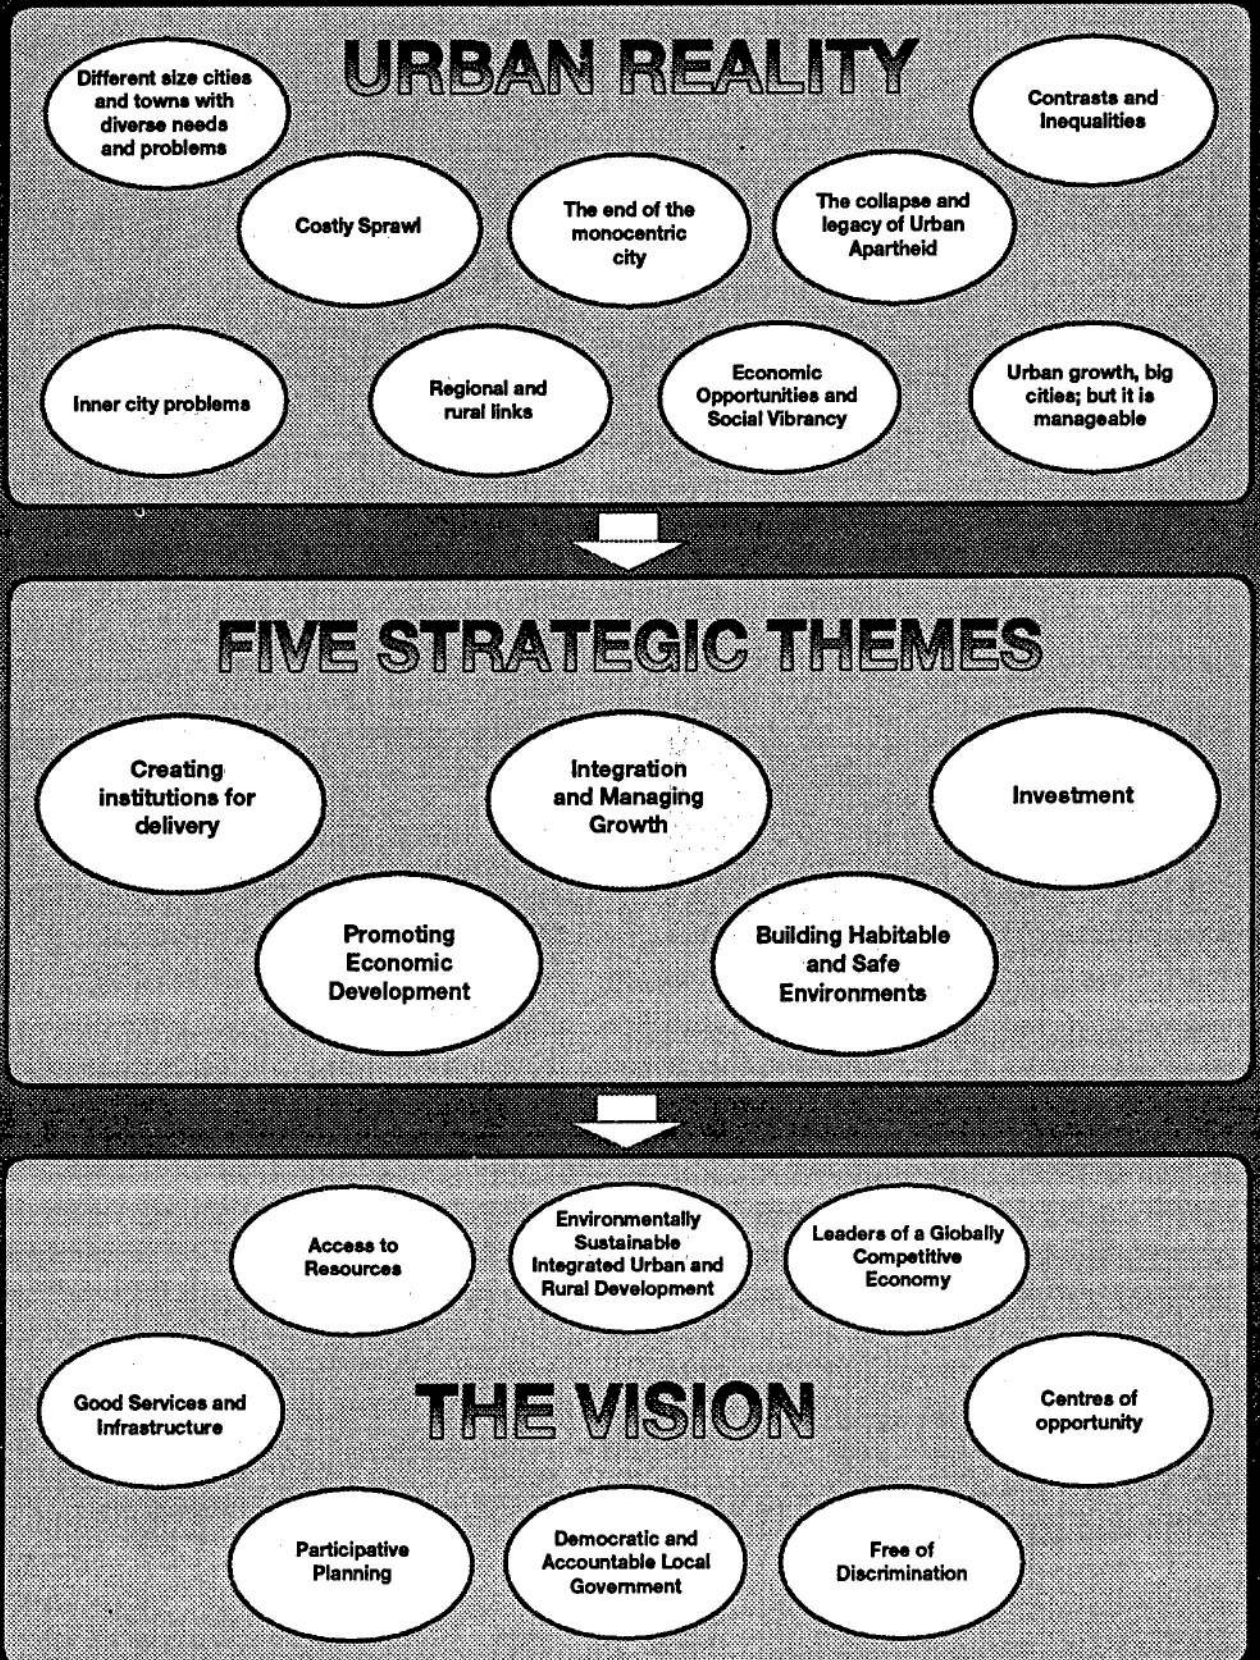 URBAN REALITY
Different size cities
and towns with
diverse needs
and problems
Contrasts and
Inequalities
Costly Sprawl
The end of the
monocentric
city
The collapse and
legacy of Urban
Apartheid
Inner city problems
Regional and
rural links
Economic
Opportunities and
Social Vibrancy
Urban growth, big
cities; but it is
manageable
FIVE STRATEGIC THEMES
Creating
institutions for
delivery
Integration
and Managing
Growth
Investment
Promoting
Economic
Development
Building Habitable
and Safe
Environments
Access to
Resources
Environmentally
Sustainable
Integrated Urban and
Rural Development
Leaders of a Globally
Competitive
Economy
Good Services and
Infrastructure
THE VISION
Centres of
opportunity
Participative
Planning
Democratic and
Accountable Local
Government
Free of
Discrimination